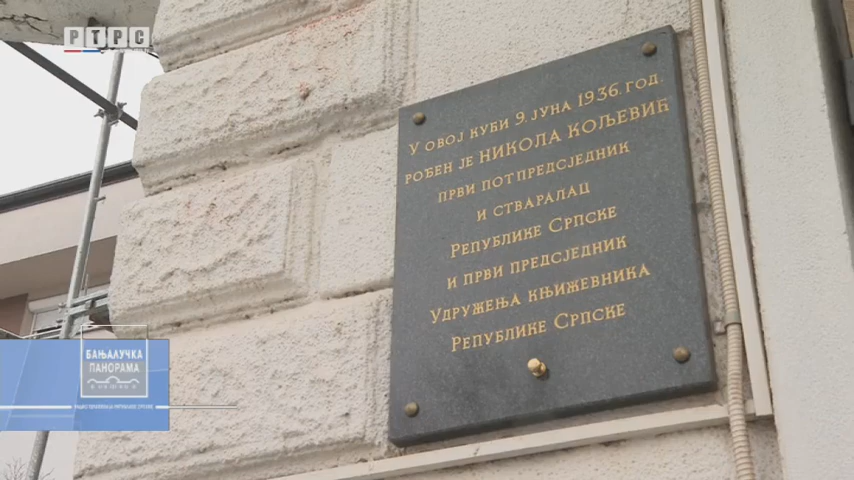 РТРС
У ОВОЈ КУБИ 9. ЈУНА 1936. ГОД.
РОЂЕН ЈЕ НИКОЛА КОЉЕВИЋ
ПРВИ ПОТПРЕДСЈЕДНИК
И СТВАРАЛАЦ
РЕПУБЛИКЕ СРПСКЕ
И ПРВИ ПРЕДСЈЕДНИК
УДРУЖЕЊА КЊИЖЕВНИКА
РЕПУБЛИКЕ СРПСКЕ
БАЊАЛУЧКА
ПАНОРАМА